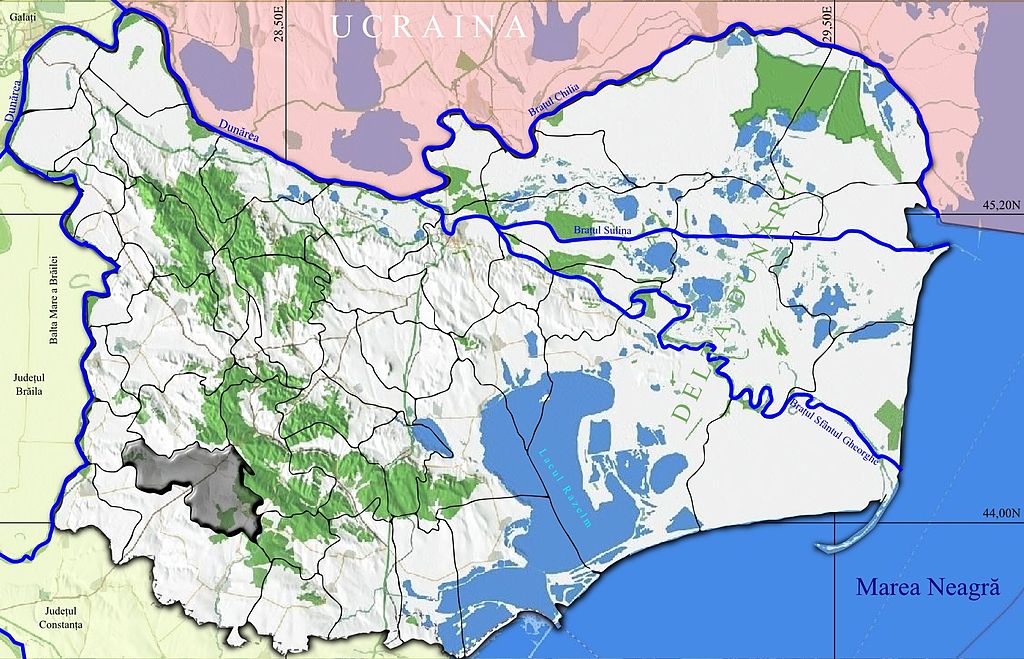 Galați
28,50E
UCRAINA
29,50E
Dunărea
Brațul Chilia
Dunărea
45,20N
Brațul Sulina
DELTA DUNĂRII
Balta Mare a Brăilei
Județul
Brăila
Brațul Sfântul Gheorghe
Lacul Razelm
44,00N
Marea Neagră
Județul
Constanța